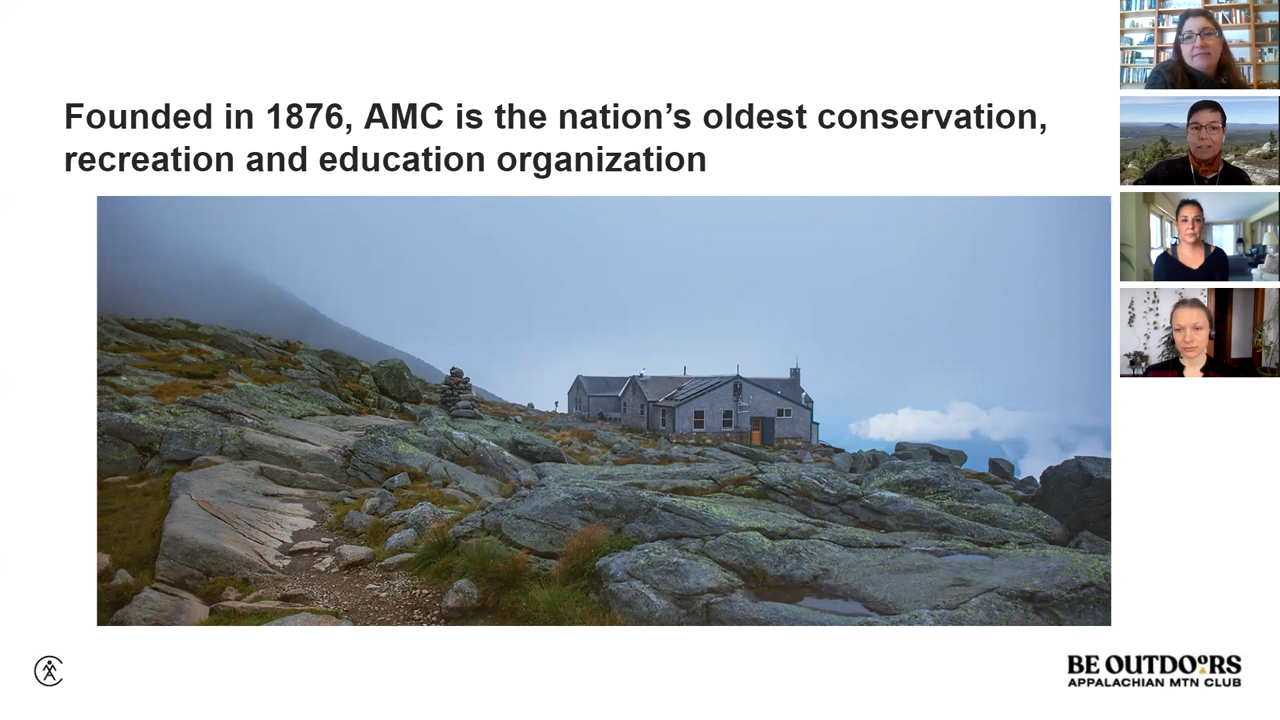 Founded in 1876, AMC is the nation’s oldest conservation,
recreation and education organization
BE OUTDOORS
APPALACHIAN MTN CLUB